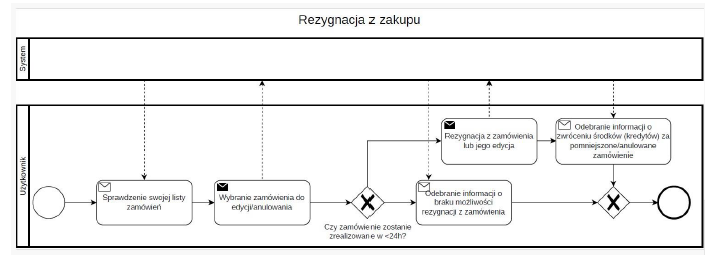 Rezygnacja z zakupu
System
Użytkownik
Sprawdzenie swojej listy
zamówień
Wybranie zamówienia do
edycji/anulowania
Czy zamówienie zostanie
zrealizowane w <24h?
Rezygnacja z zamówienia
lub jego edycja
Odebranie informacji o
zwróceniu środków (kredytów) za
pomniejszone/anulowane
zamówienie
Odebranie informacji o
braku możliwości
rezygnacji z zamówienia